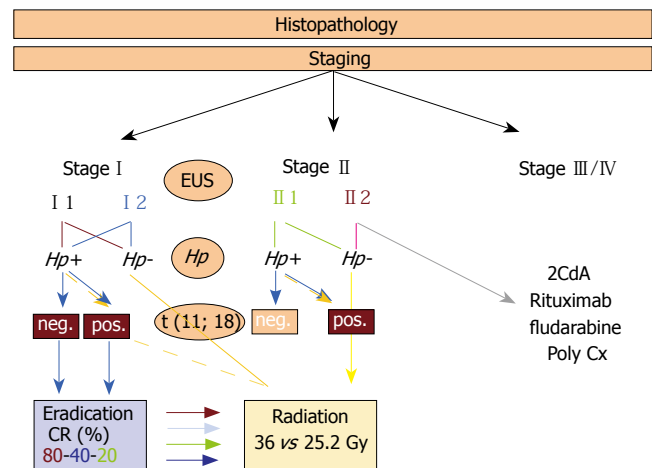 Histopathology
Staging
Stage I
EUS
Stage II
Stage III/IV
I 1
I 2
II 1
II 2
Hp+
Hp-
Hp
Hp+
Hp-
2CdA
Rituximab
fludarabine
Poly Cx
neg.
pos.
t (11; 18)
neg.
pos.
Eradication
CR (%)
80-40-20
Radiation
36 vs 25.2 Gy